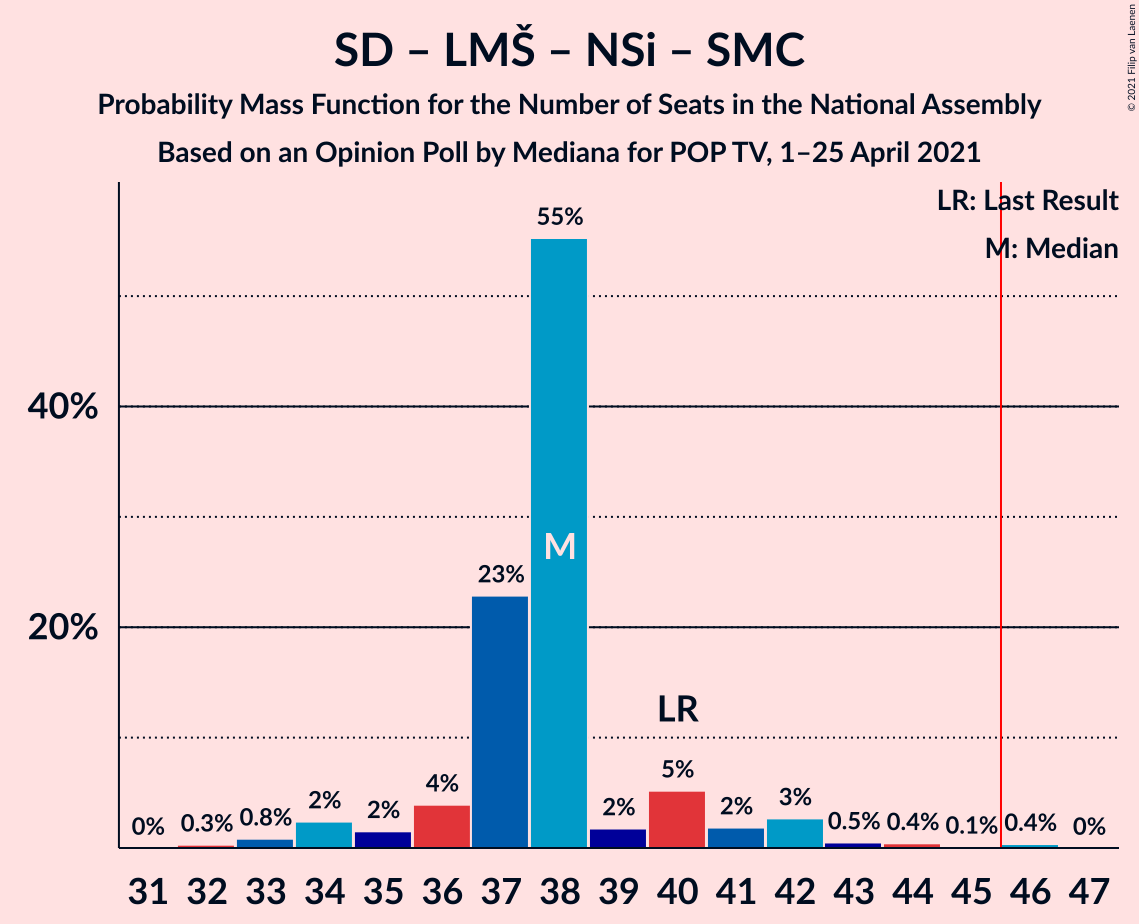 SD – LMŠ – NSi – SMC
Probability Mass Function for the Number of Seats in the National Assembly
Based on an Opinion Poll by Mediana for POP TV, 1–25 April 2021
© 2021 Filip van Laenen
LR: Last Result
M: Median
55%
40%
M
23%
20%
LR
0% 0.3% 0.8% 2% 2% 4% 2% 5% 2% 3% 0.5% 0.4% 0.1% 0.4% 0%
31 32 33 34 35 36 37 38 39 40 41 42 43 44 45 46 47